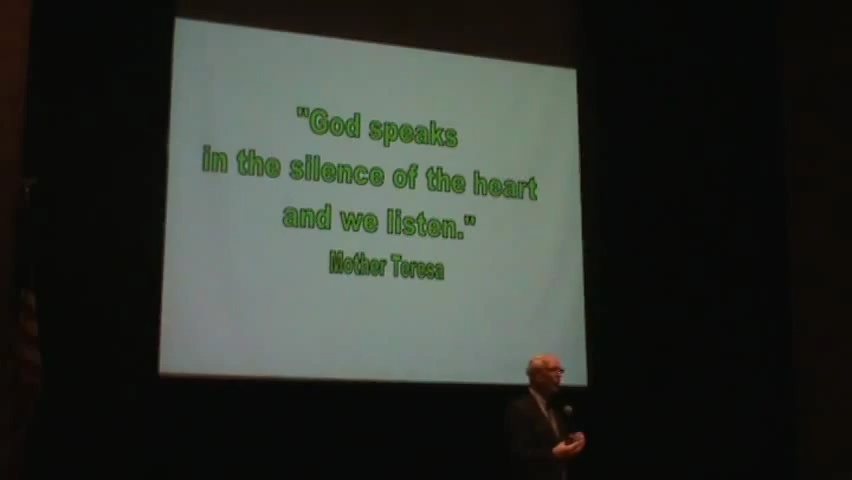 "God speaks
in the silence of the heart
and we listen."
Mother Teresa